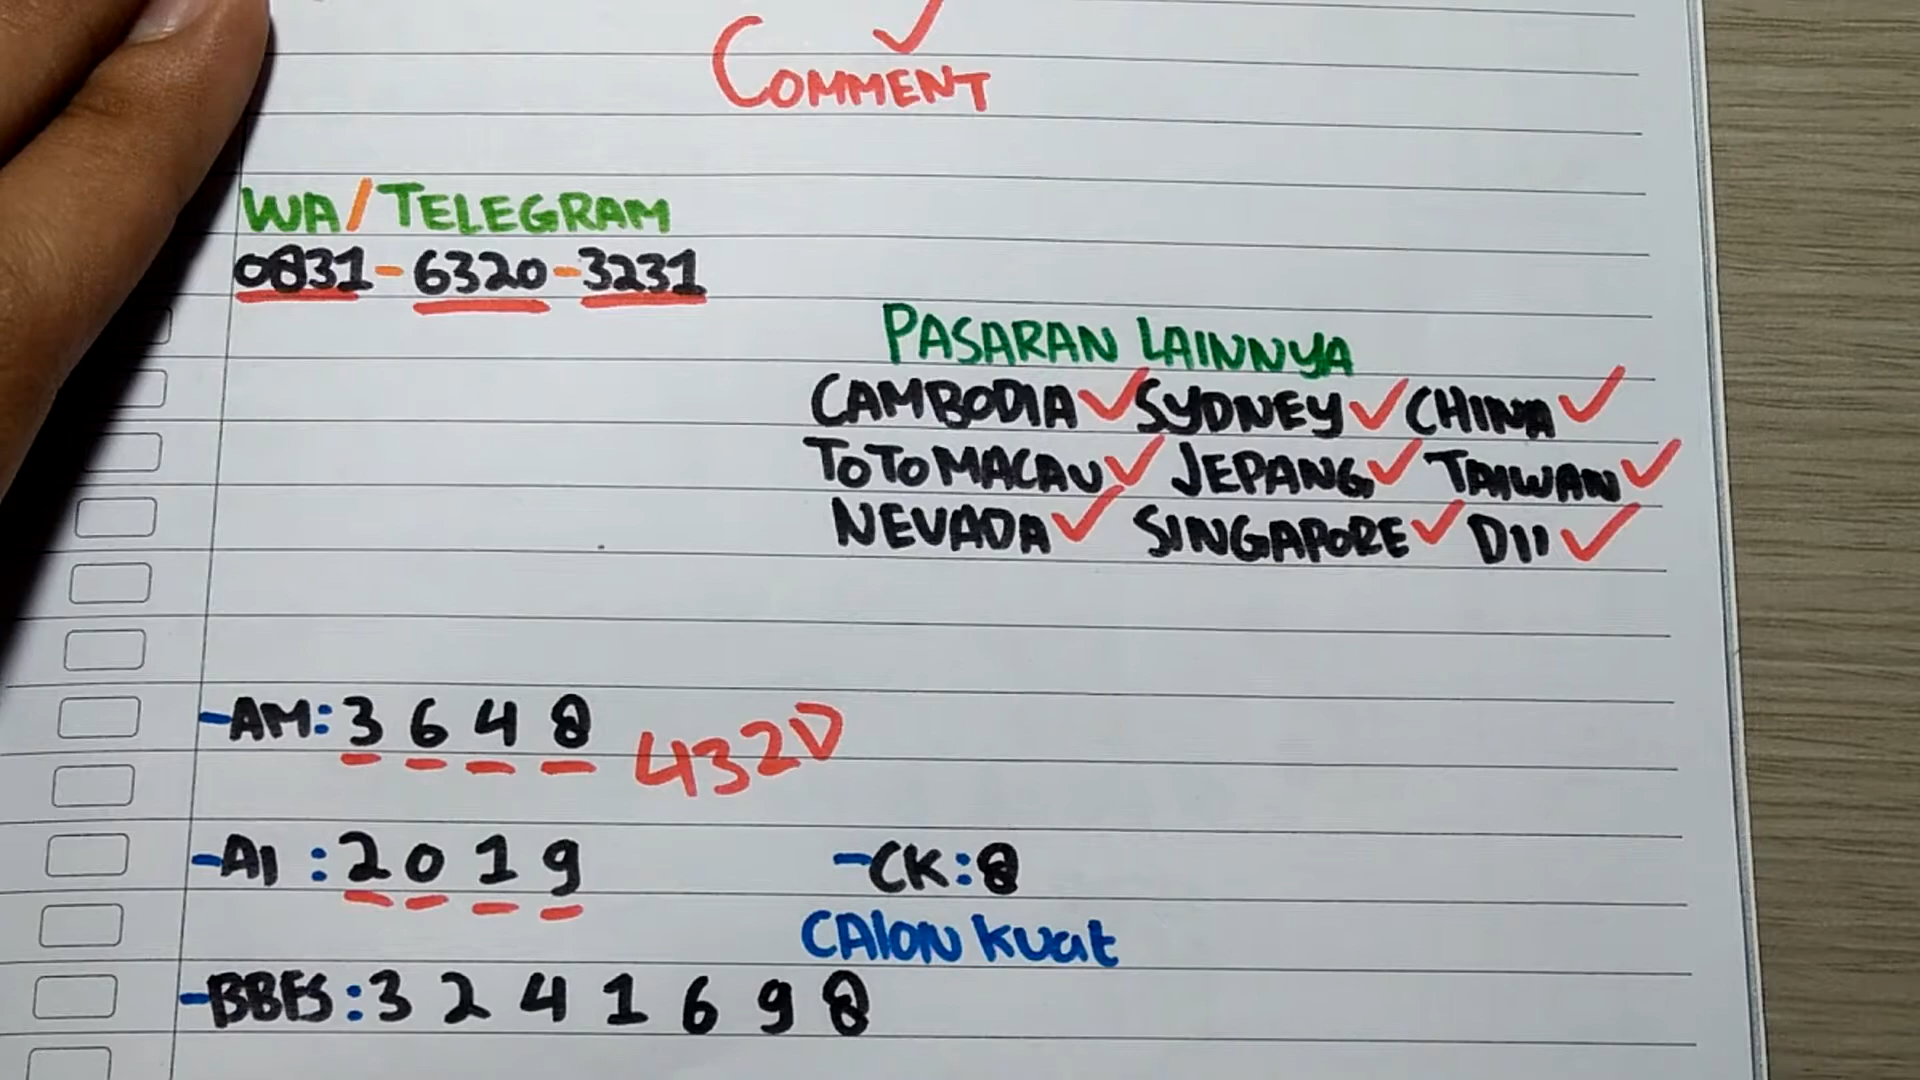 COMMENT
WA/TELEGRAM
0831-6320-3231
PASARAN LAINNYA
CAMBODIA✓SYDNEY✓CHINA✓
TOTOMACAU✓JEPANG✓TAIWAN✓
NEVADA✓SINGAPORE✓Dll✓
-AM:3 6 4 8 432D
-AI:2 0 1 9 -CK:8
CALON KUAT
-BBFS:3 2 4 1 6 9 8